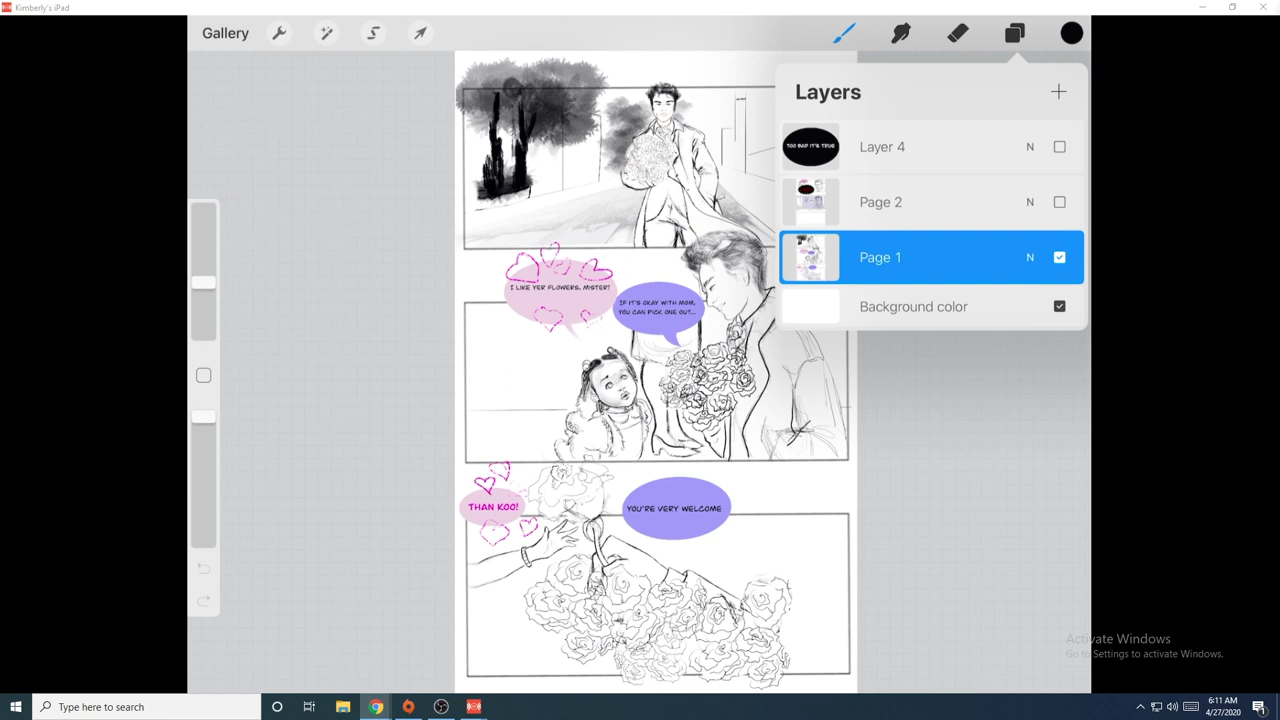 Kimberly's iPad
Gallery
Layers
TOO BAD IT'S TRUE
Layer 4
N
Page 2
N
Page 1
N
Background color
I LIKE YER FLOWERS, MISTER!
IF IT'S OKAY WITH MOM,
YOU CAN PICK ONE OUT...
THAN KOO!
YOU'RE VERY WELCOME
Activate Windows
Go to Settings to activate Windows.
Type here to search
6:11 AM
4/27/2020
1